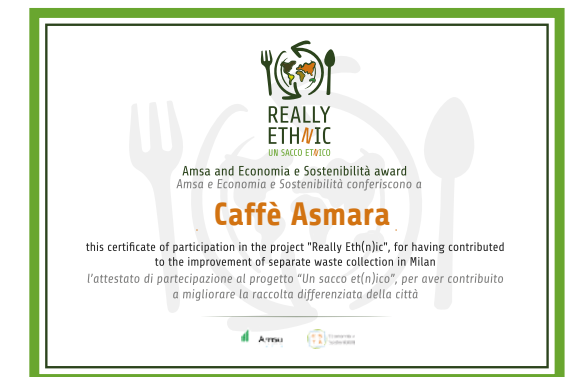 REALLY
ETHNIC
UN SACCO ETNICO
Amsa and Economia e Sostenibilità award
Amsa e Economia e Sostenibilità conferiscono a
Caffè Asmara
this certificate of participation in the project "Really Eth(n)ic", for having contributed
to the improvement of separate waste collection in Milan
l'attestato di partecipazione al progetto “Un sacco et(n)ico”, per aver contribuito
a migliorare la raccolta differenziata della città
Amsa